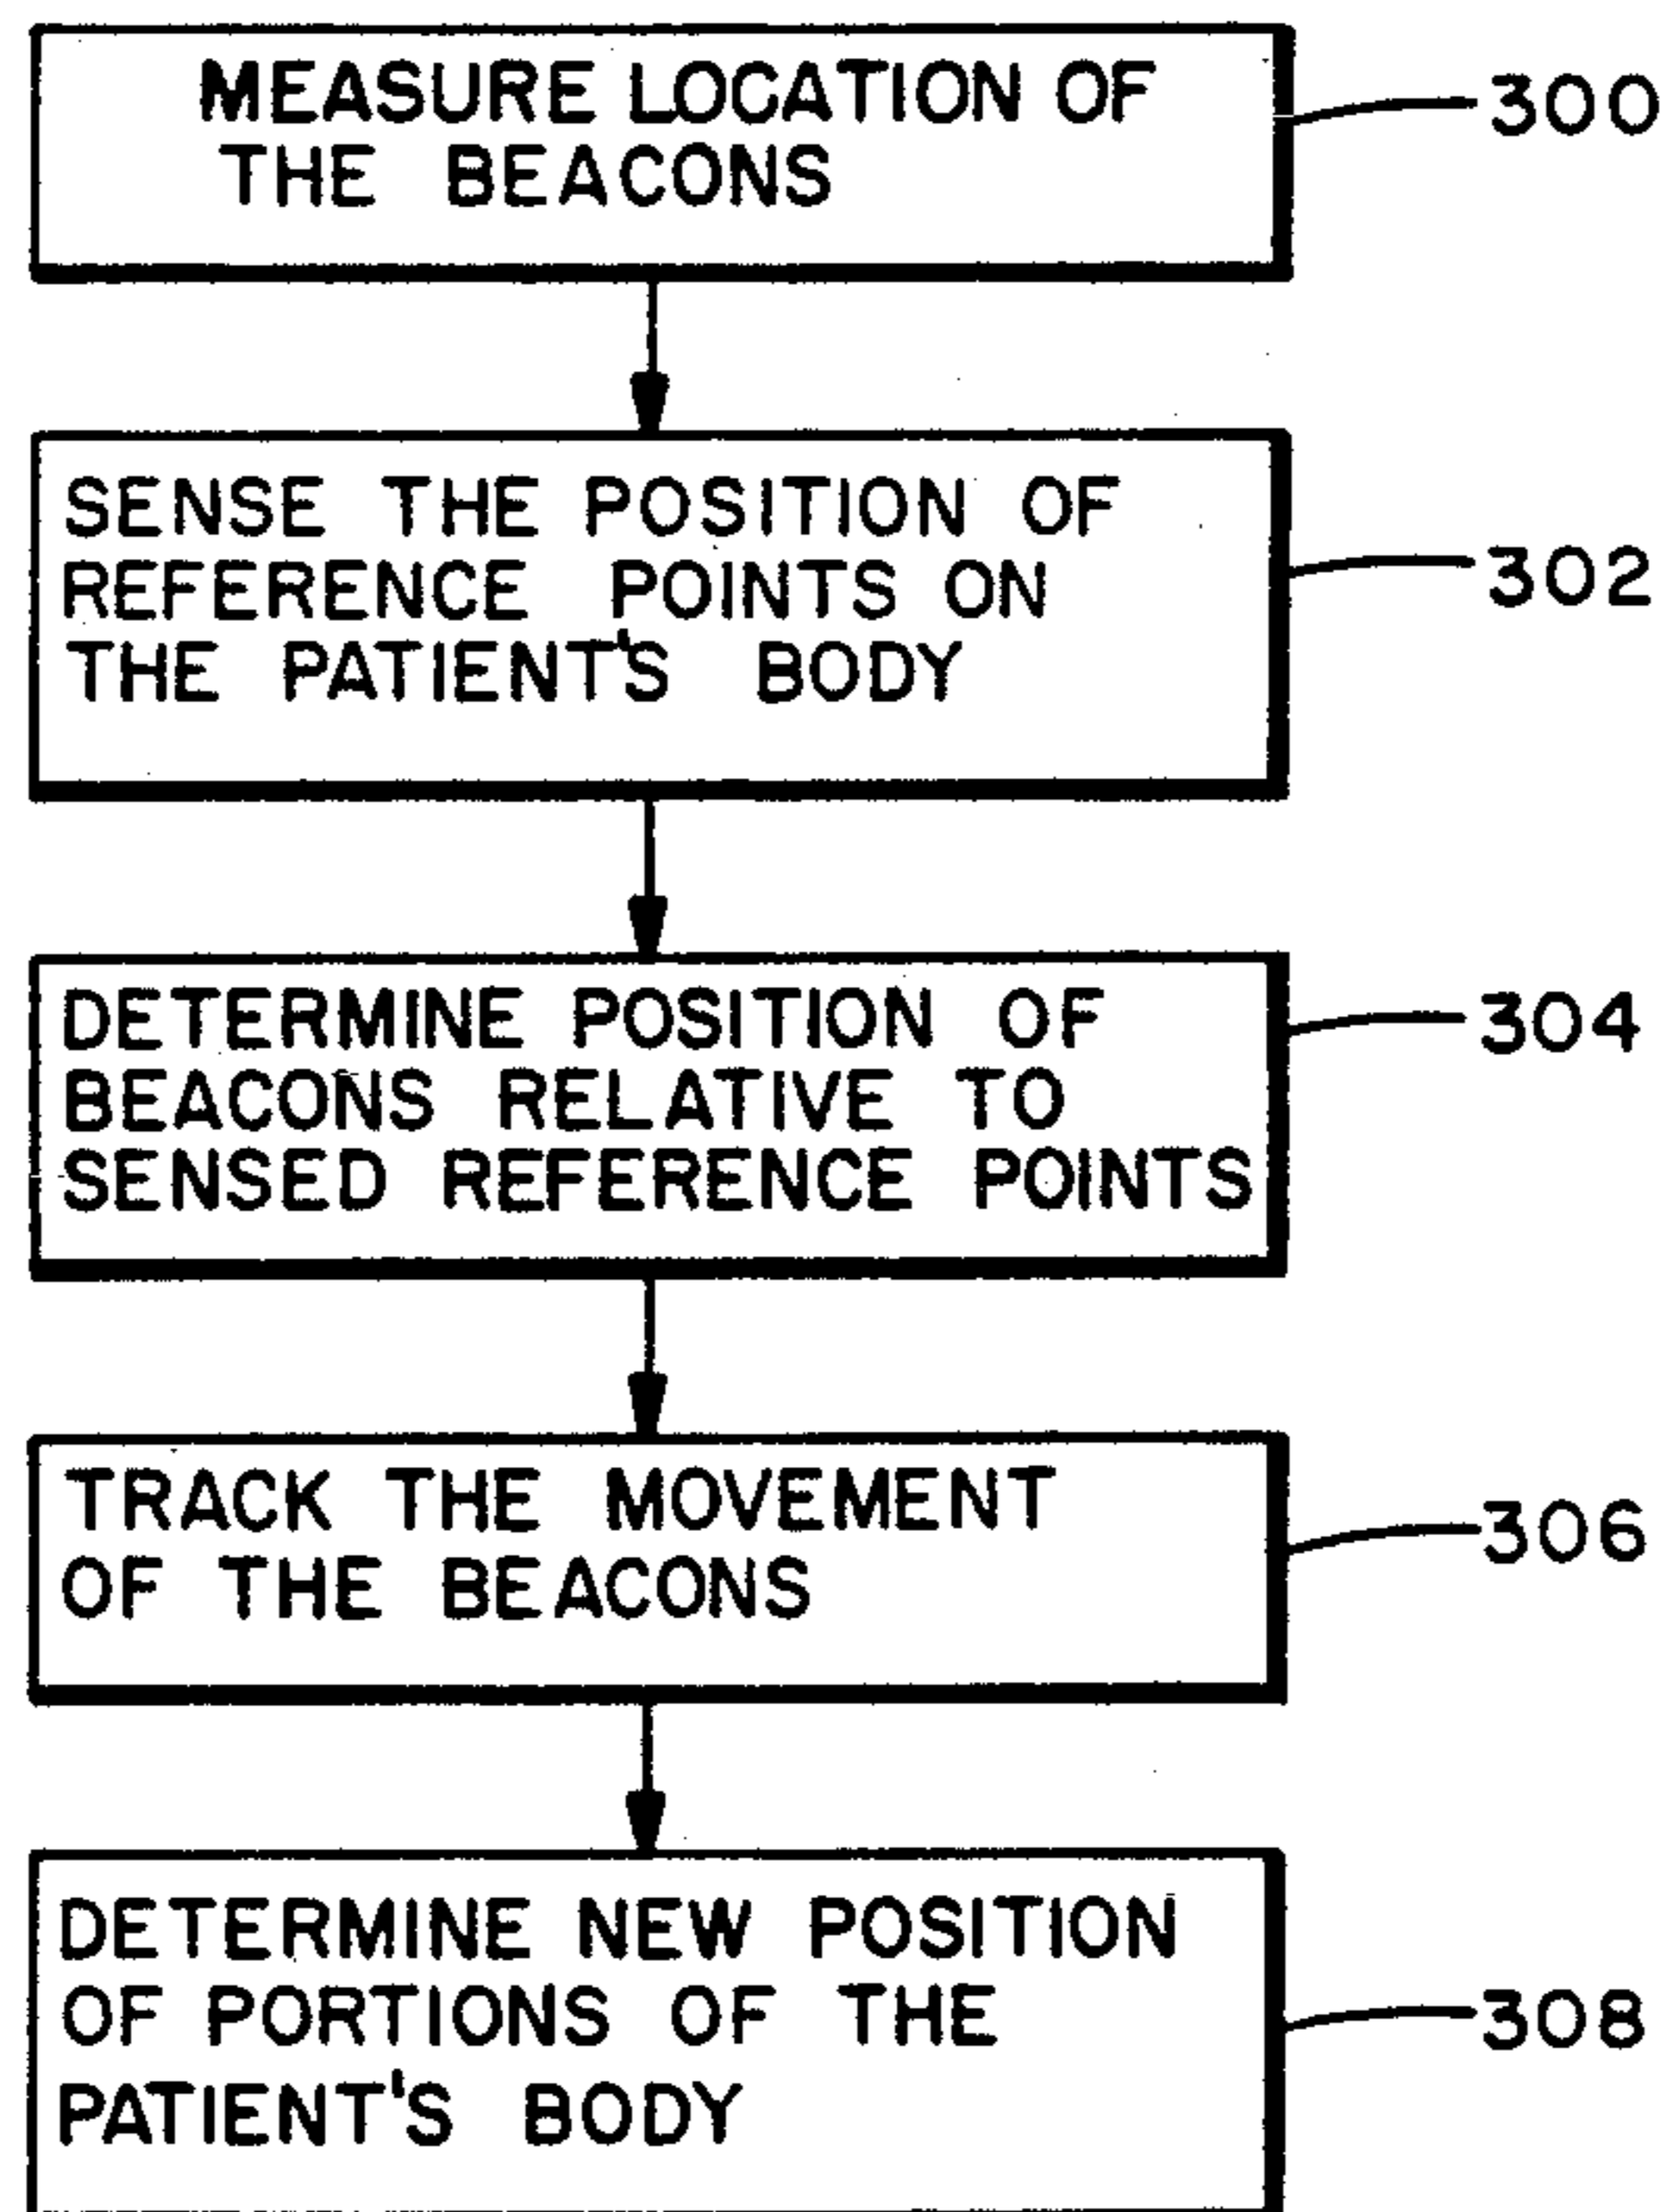 MEASURE LOCATION OF
THE BEACONS
300
SENSE THE POSITION OF
REFERENCE POINTS ON
THE PATIENT'S BODY
302
DETERMINE POSITION OF
BEACONS RELATIVE TO
SENSED REFERENCE POINTS
304
TRACK THE MOVEMENT
OF THE BEACONS
306
DETERMINE NEW POSITION
OF PORTIONS OF THE
PATIENT'S BODY
308